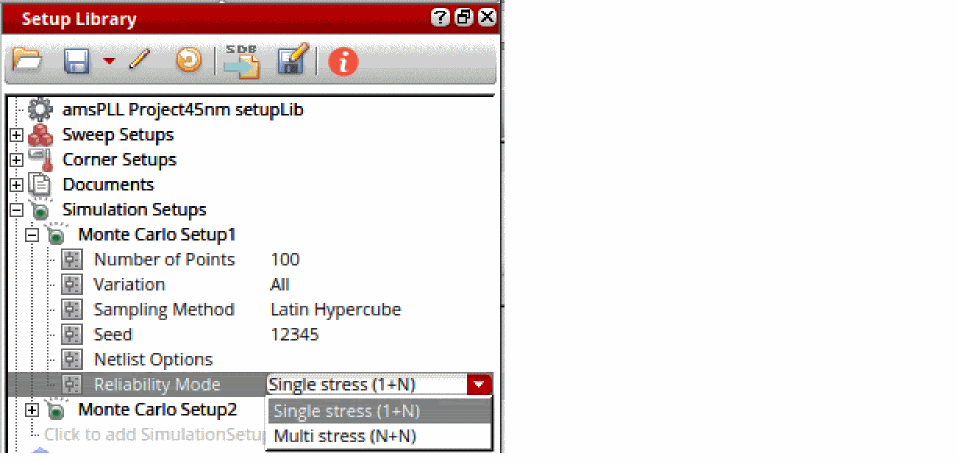 Setup Library
SDB
amsPLL Project45nm setupLib
Sweep Setups
Corner Setups
Documents
Simulation Setups
Monte Carlo Setup1
Number of Points 100
Variation All
Sampling Method Latin Hypercube
Seed 12345
Netlist Options
Reliability Mode Single stress (1+N)
Single stress (1+N)
Monte Carlo Setup2
Multi stress (N+N)
Click to add SimulationSetu